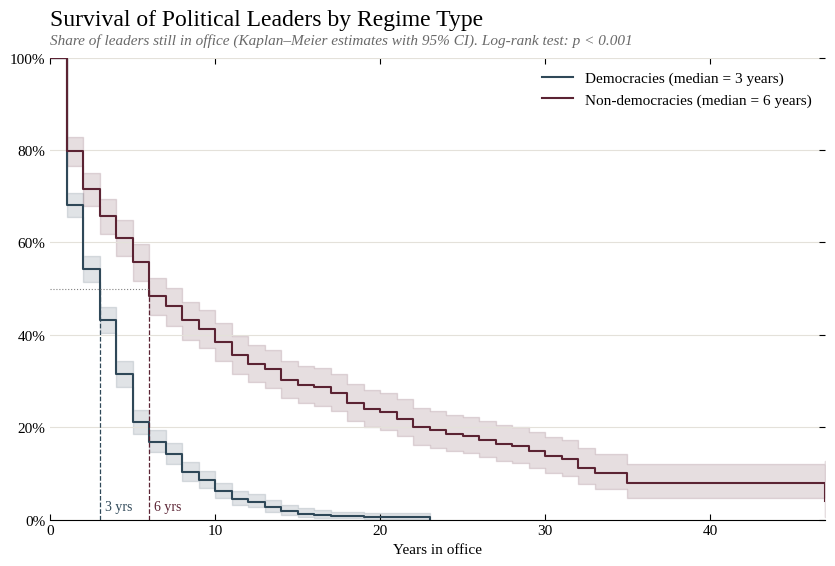 Survival of Political Leaders by Regime Type
Share of leaders still in office (Kaplan–Meier estimates with 95% CI). Log-rank test: p < 0.001
100%
80%
60%
40%
20%
0%
Democracies (median = 3 years)
Non-democracies (median = 6 years)
3 yrs
6 yrs
0
10
20
30
40
Years in office